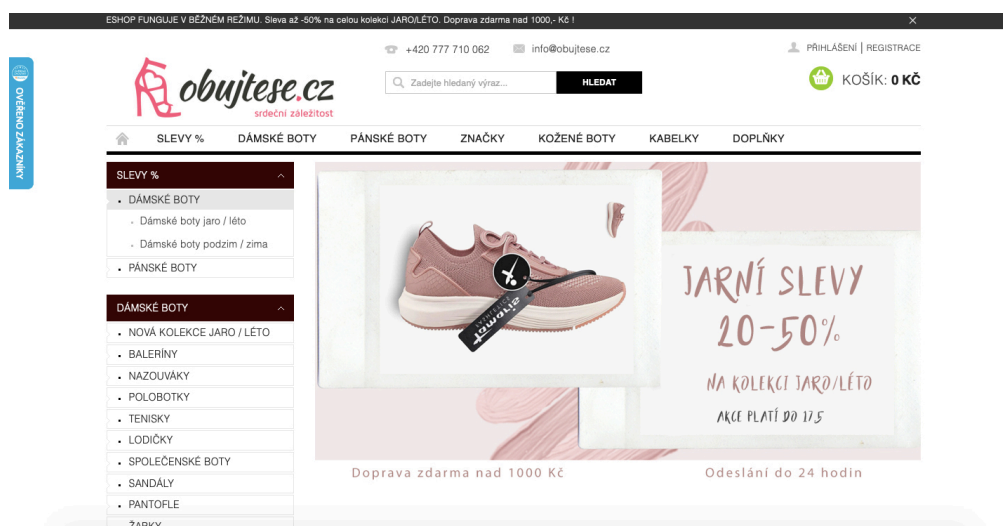 ESHOP FUNGUJE V BĚŽNÉM REŽIMU. Sleva až -50% na celou kolekci JARO/LÉTO. Doprava zdarma nad 1000,- Kč !
+420 777 710 062 info@obujtese.cz
PŘIHLÁŠENÍ | REGISTRACE
obujtese.cz
srdeční záležitost
Zadejte hledaný výraz... HLEDAT
KOŠÍK: 0 KČ
OVĚŘENO ZÁKAZNÍKY
SLEVY % DÁMSKÉ BOTY PÁNSKÉ BOTY ZNAČKY KOŽENÉ BOTY KABELKY DOPLŇKY
SLEVY %
DÁMSKÉ BOTY
Dámské boty jaro / léto
Dámské boty podzim / zima
PÁNSKÉ BOTY
DÁMSKÉ BOTY
NOVÁ KOLEKCE JARO / LÉTO
BALERÍNY
NAZOUVÁKY
POLOBOTKY
TENISKY
LODIČKY
SPOLEČENSKÉ BOTY
SANDÁLY
PANTOFLE
ŽABKY
JARNÍ SLEVY
20-50%
NA KOLEKCI JARO/LÉTO
AKCE PLATÍ DO 17.5
Doprava zdarma nad 1000 Kč
Odeslání do 24 hodin